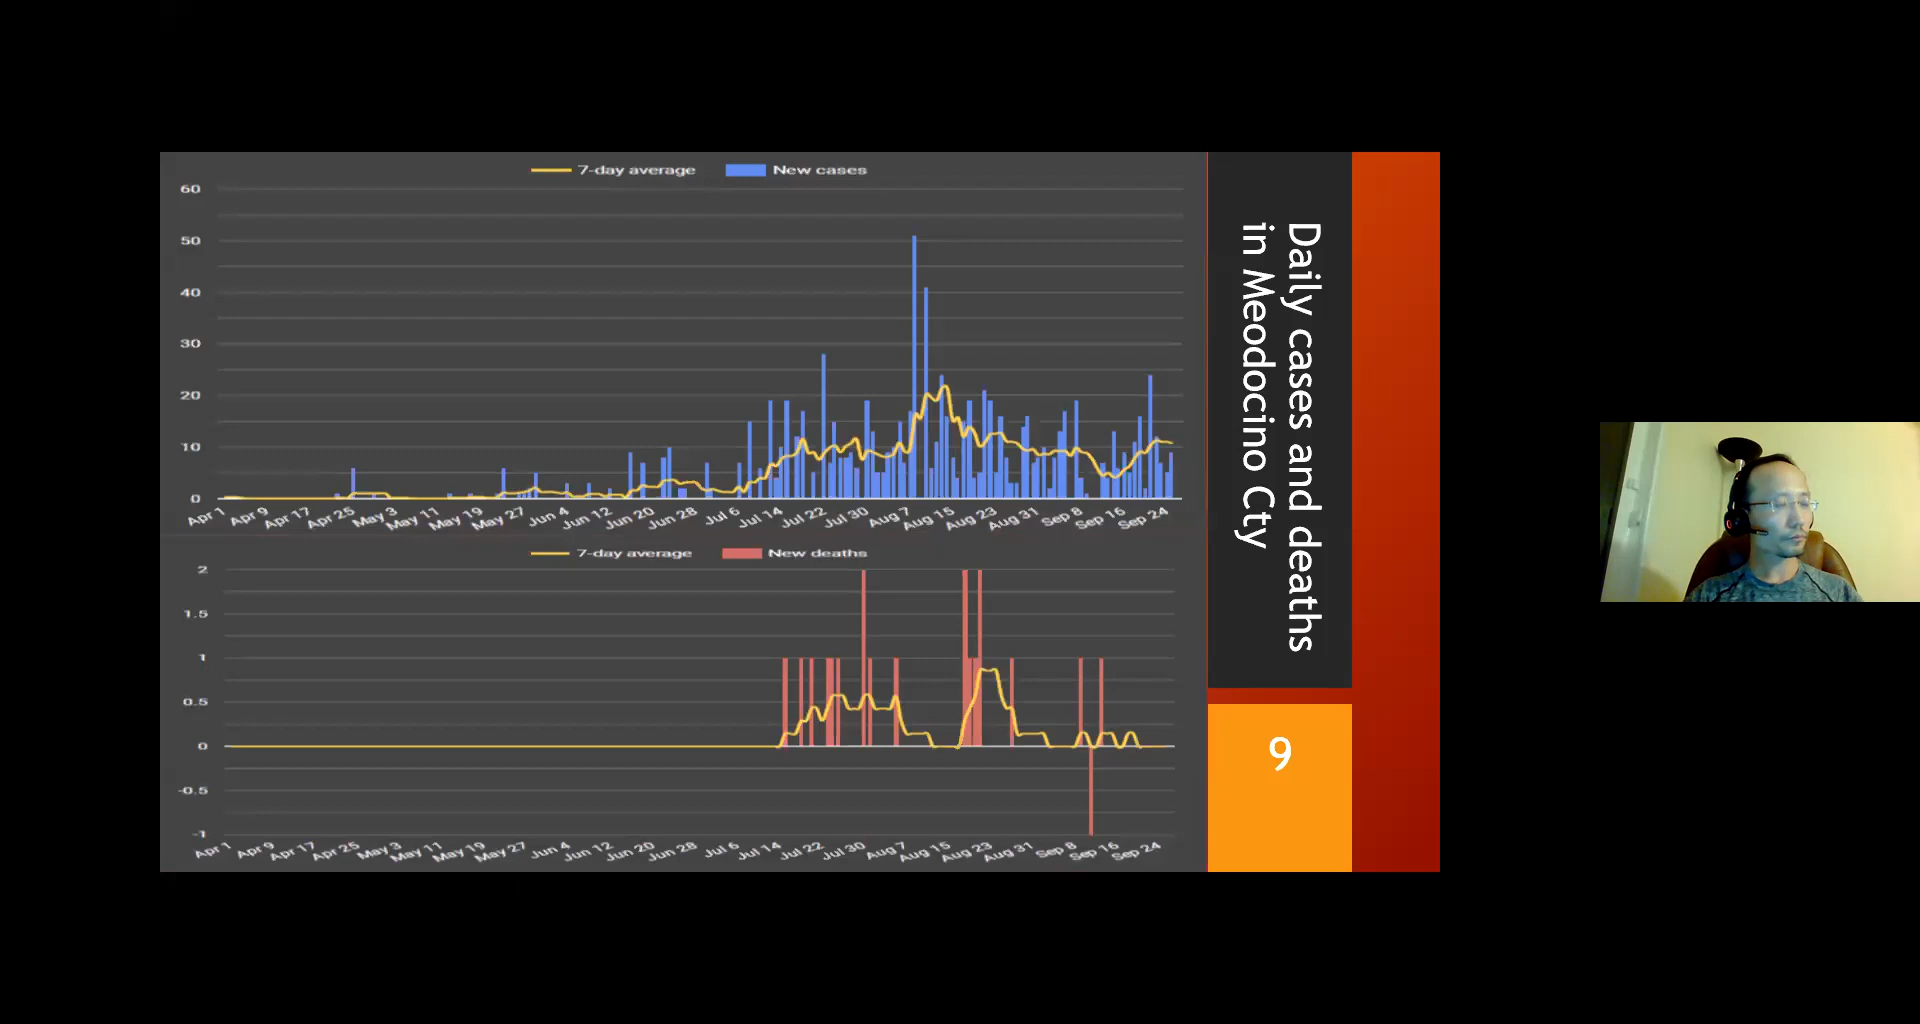 7-day average New cases
60
50
40
30
20
10
0
Apr 1 Apr 9 Apr 17 Apr 25 May 3 May 11 May 19 May 27 Jun 4 Jun 12 Jun 20 Jun 28 Jul 6 Jul 14 Jul 22 Jul 30 Aug 7 Aug 15 Aug 23 Aug 31 Sep 8 Sep 16 Sep 24
7-day average New deaths
2
1.5
1
0.5
0
-0.5
-1
Apr 1 Apr 9 Apr 17 Apr 25 May 3 May 11 May 19 May 27 Jun 4 Jun 12 Jun 20 Jun 28 Jul 6 Jul 14 Jul 22 Jul 30 Aug 7 Aug 15 Aug 23 Aug 31 Sep 8 Sep 16 Sep 24
Daily cases and deaths
in Meodocino Cty
9